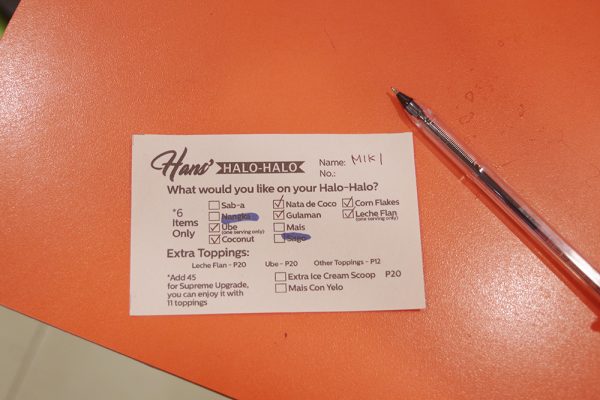 Hans' HALO-HALO
Name: MIKI
No.:
What would you like on your Halo-Halo?
*6 Items Only
Sab-a
Nangka
Ube
(one serving only)
Coconut
Nata de Coco
Gulaman
Mais
Sago
Corn Flakes
Leche Flan
(one serving only)
Extra Toppings:
Leche Flan - P20 Ube - P20 Other Toppings - P12
*Add 45
for Supreme Upgrade,
you can enjoy it with
11 toppings
Extra Ice Cream Scoop P20
Mais Con Yelo